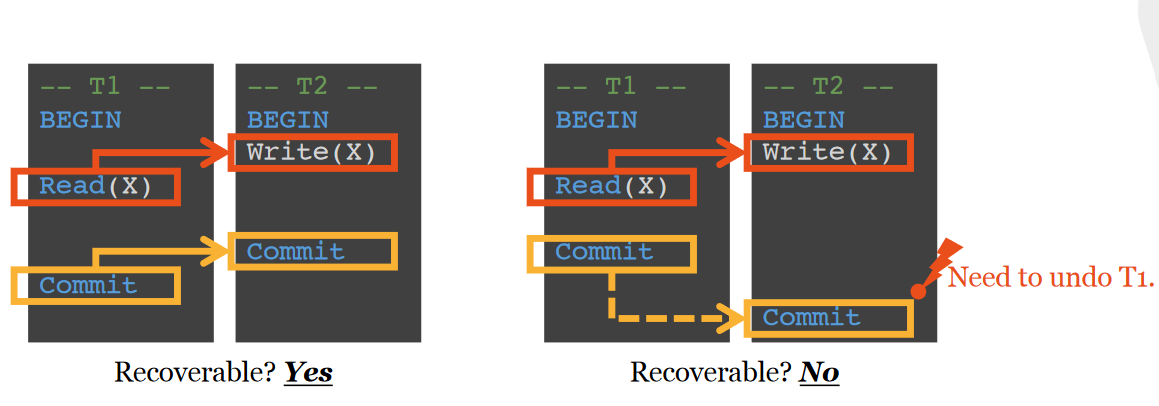 -- T1 --
BEGIN
Read(X)
Commit
-- T2 --
BEGIN
Write(X)
Commit
Recoverable? Yes
-- T1 --
BEGIN
Read(X)
Commit
-- T2 --
BEGIN
Write(X)
Commit
Need to undo T1.
Recoverable? No